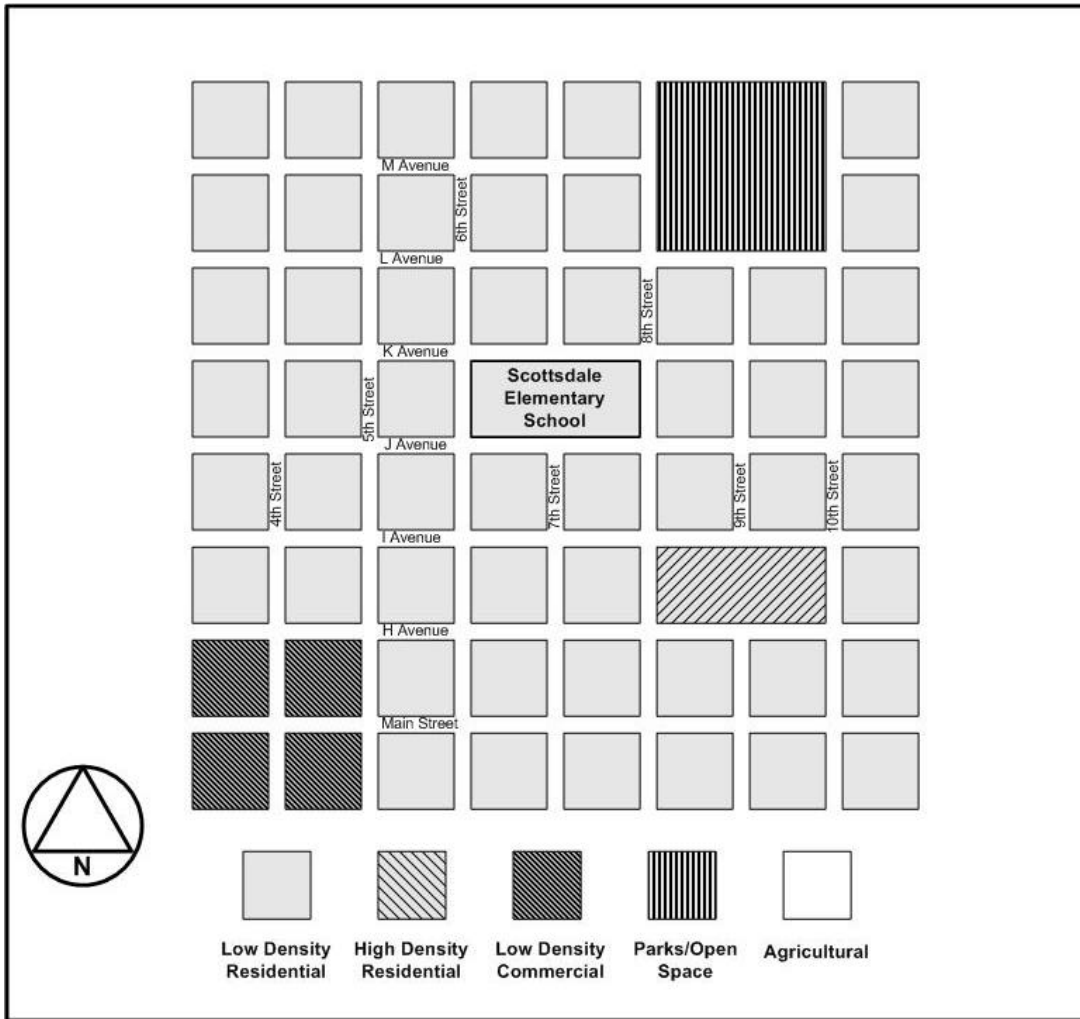 M Avenue
6th Street
L Avenue
8th Street
K Avenue
Scottsdale
Elementary
School
5th Street
J Avenue
4th Street
7th Street
9th Street
10th Street
I Avenue
H Avenue
Main Street
N
Low Density
Residential
High Density
Residential
Low Density
Commercial
Parks/Open
Space
Agricultural